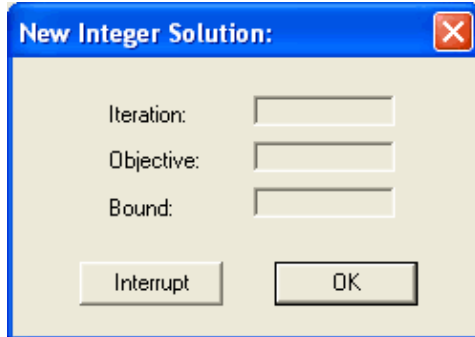 New Integer Solution:
Iteration:
Objective:
Bound:
Interrupt
OK